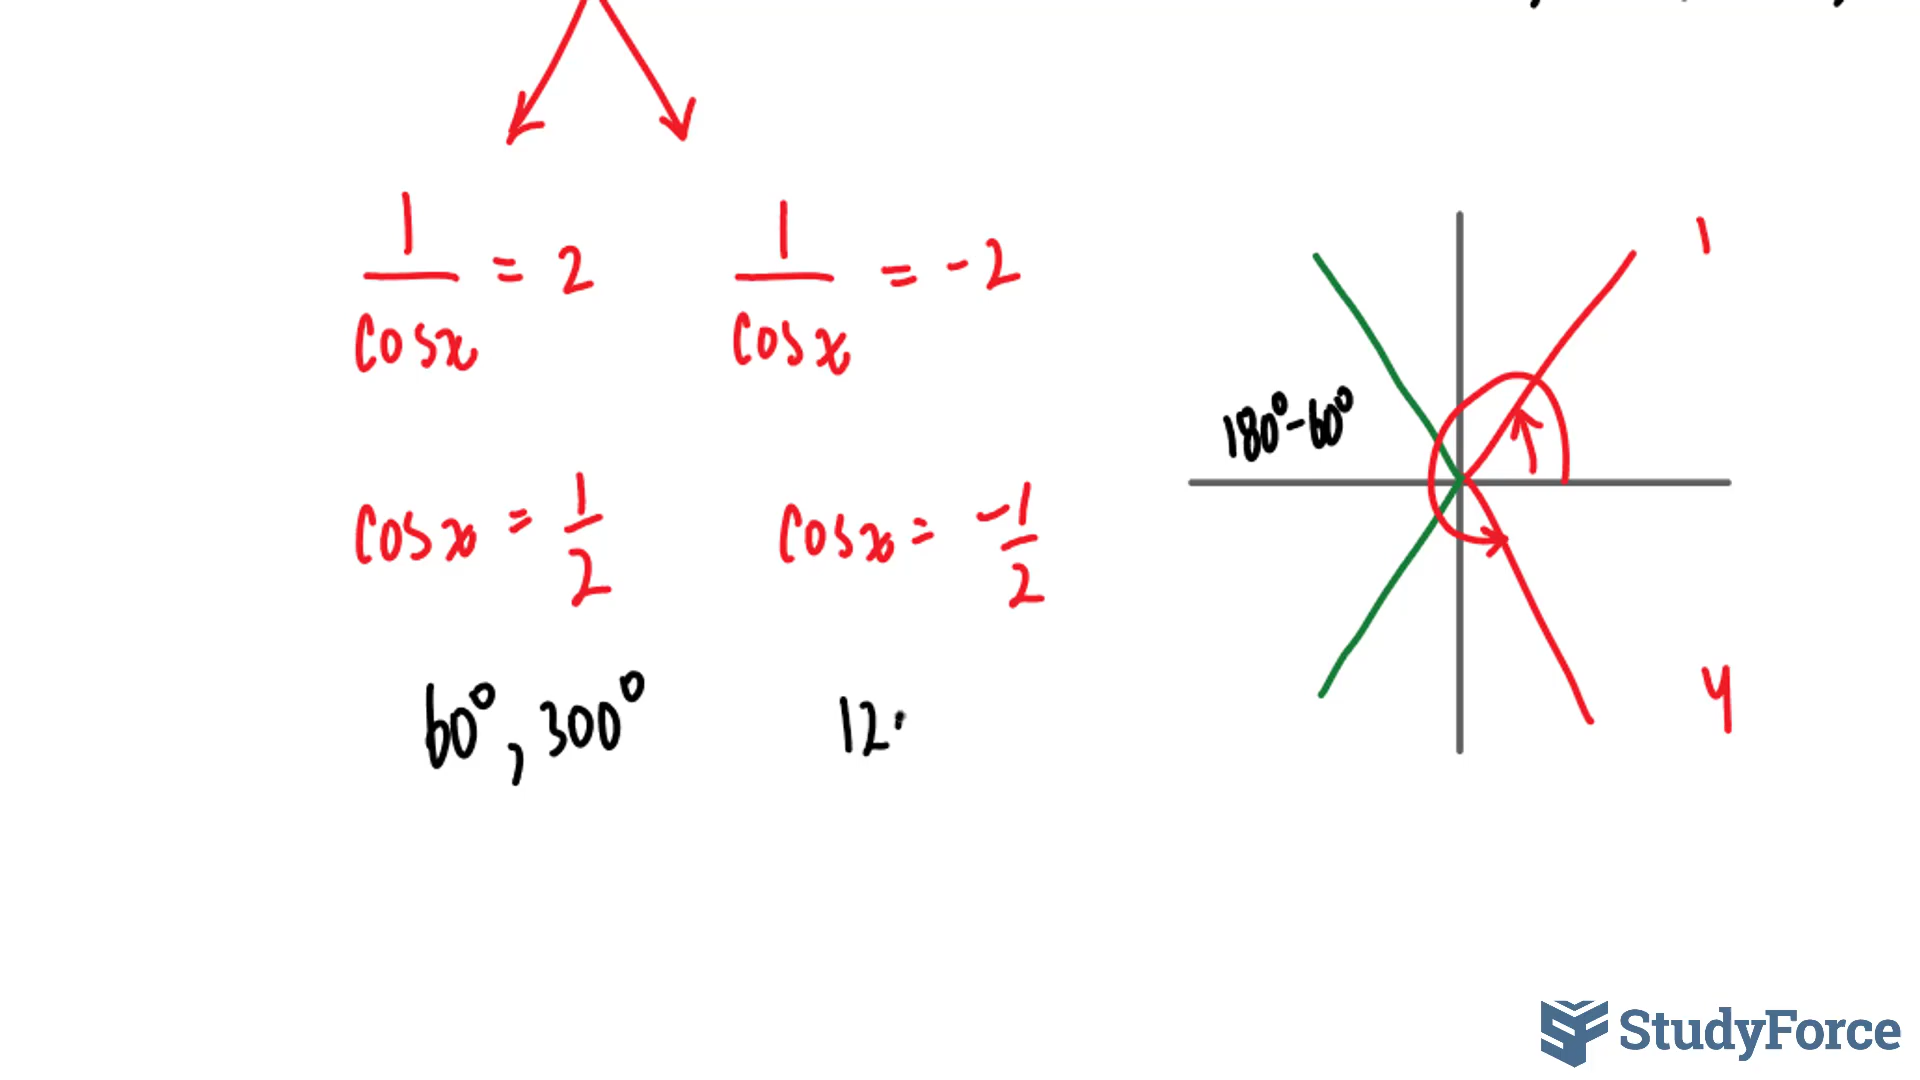 1/cosx = 2    1/cosx = -2
1
180°-60°
cosx = 1/2    cosx = -1/2
60°, 300°    12
4
StudyForce